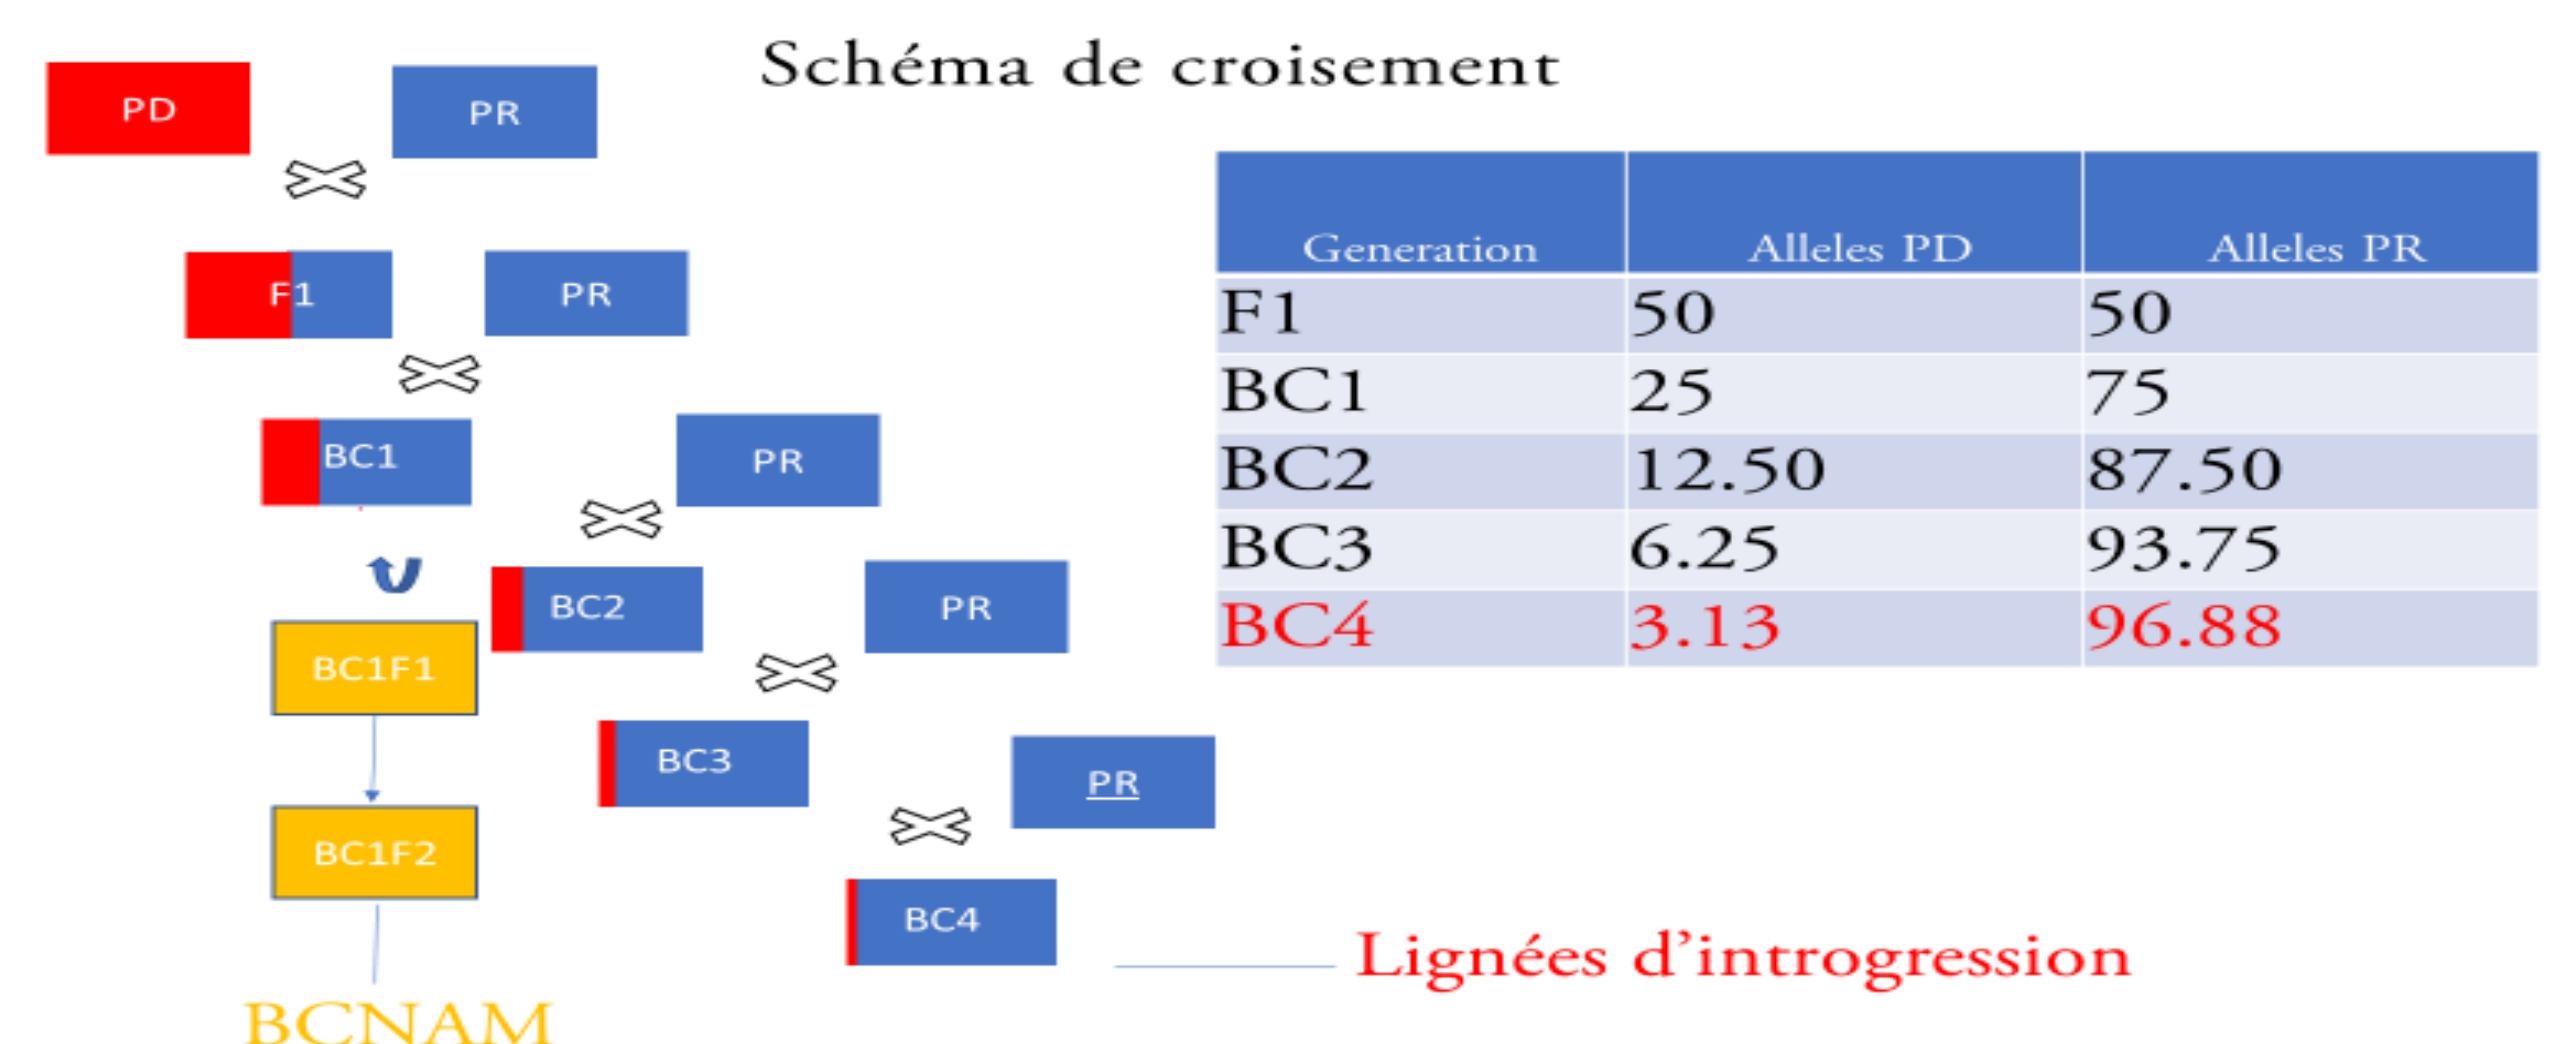 Schéma de croisement
PD
PR
F1
PR
BC1
PR
BC2
PR
BC3
PR
BC4
BC1F1
BC1F2
BCNAM
Lignées d’introgression
Generation Alleles PD Alleles PR
F1 50 50
BC1 25 75
BC2 12.50 87.50
BC3 6.25 93.75
BC4 3.13 96.88